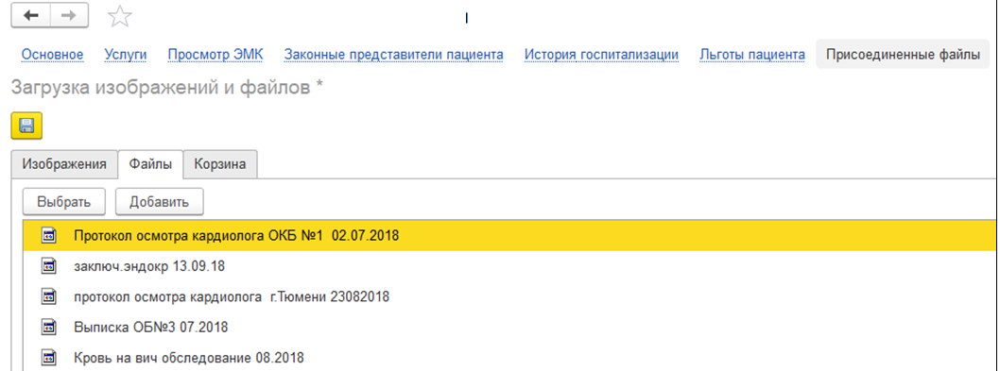 Основное Услуги Просмотр ЭМК Законные представители пациента История госпитализации Льготы пациента Присоединенные файлы
Загрузка изображений и файлов *
Изображения Файлы Корзина
Выбрать Добавить
Протокол осмотра кардиолога ОКБ №1 02.07.2018
заключ.эндокр 13.09.18
протокол осмотра кардиолога г.Тюмени 23082018
Выписка ОБ№3 07.2018
Кровь на вич обследование 08.2018